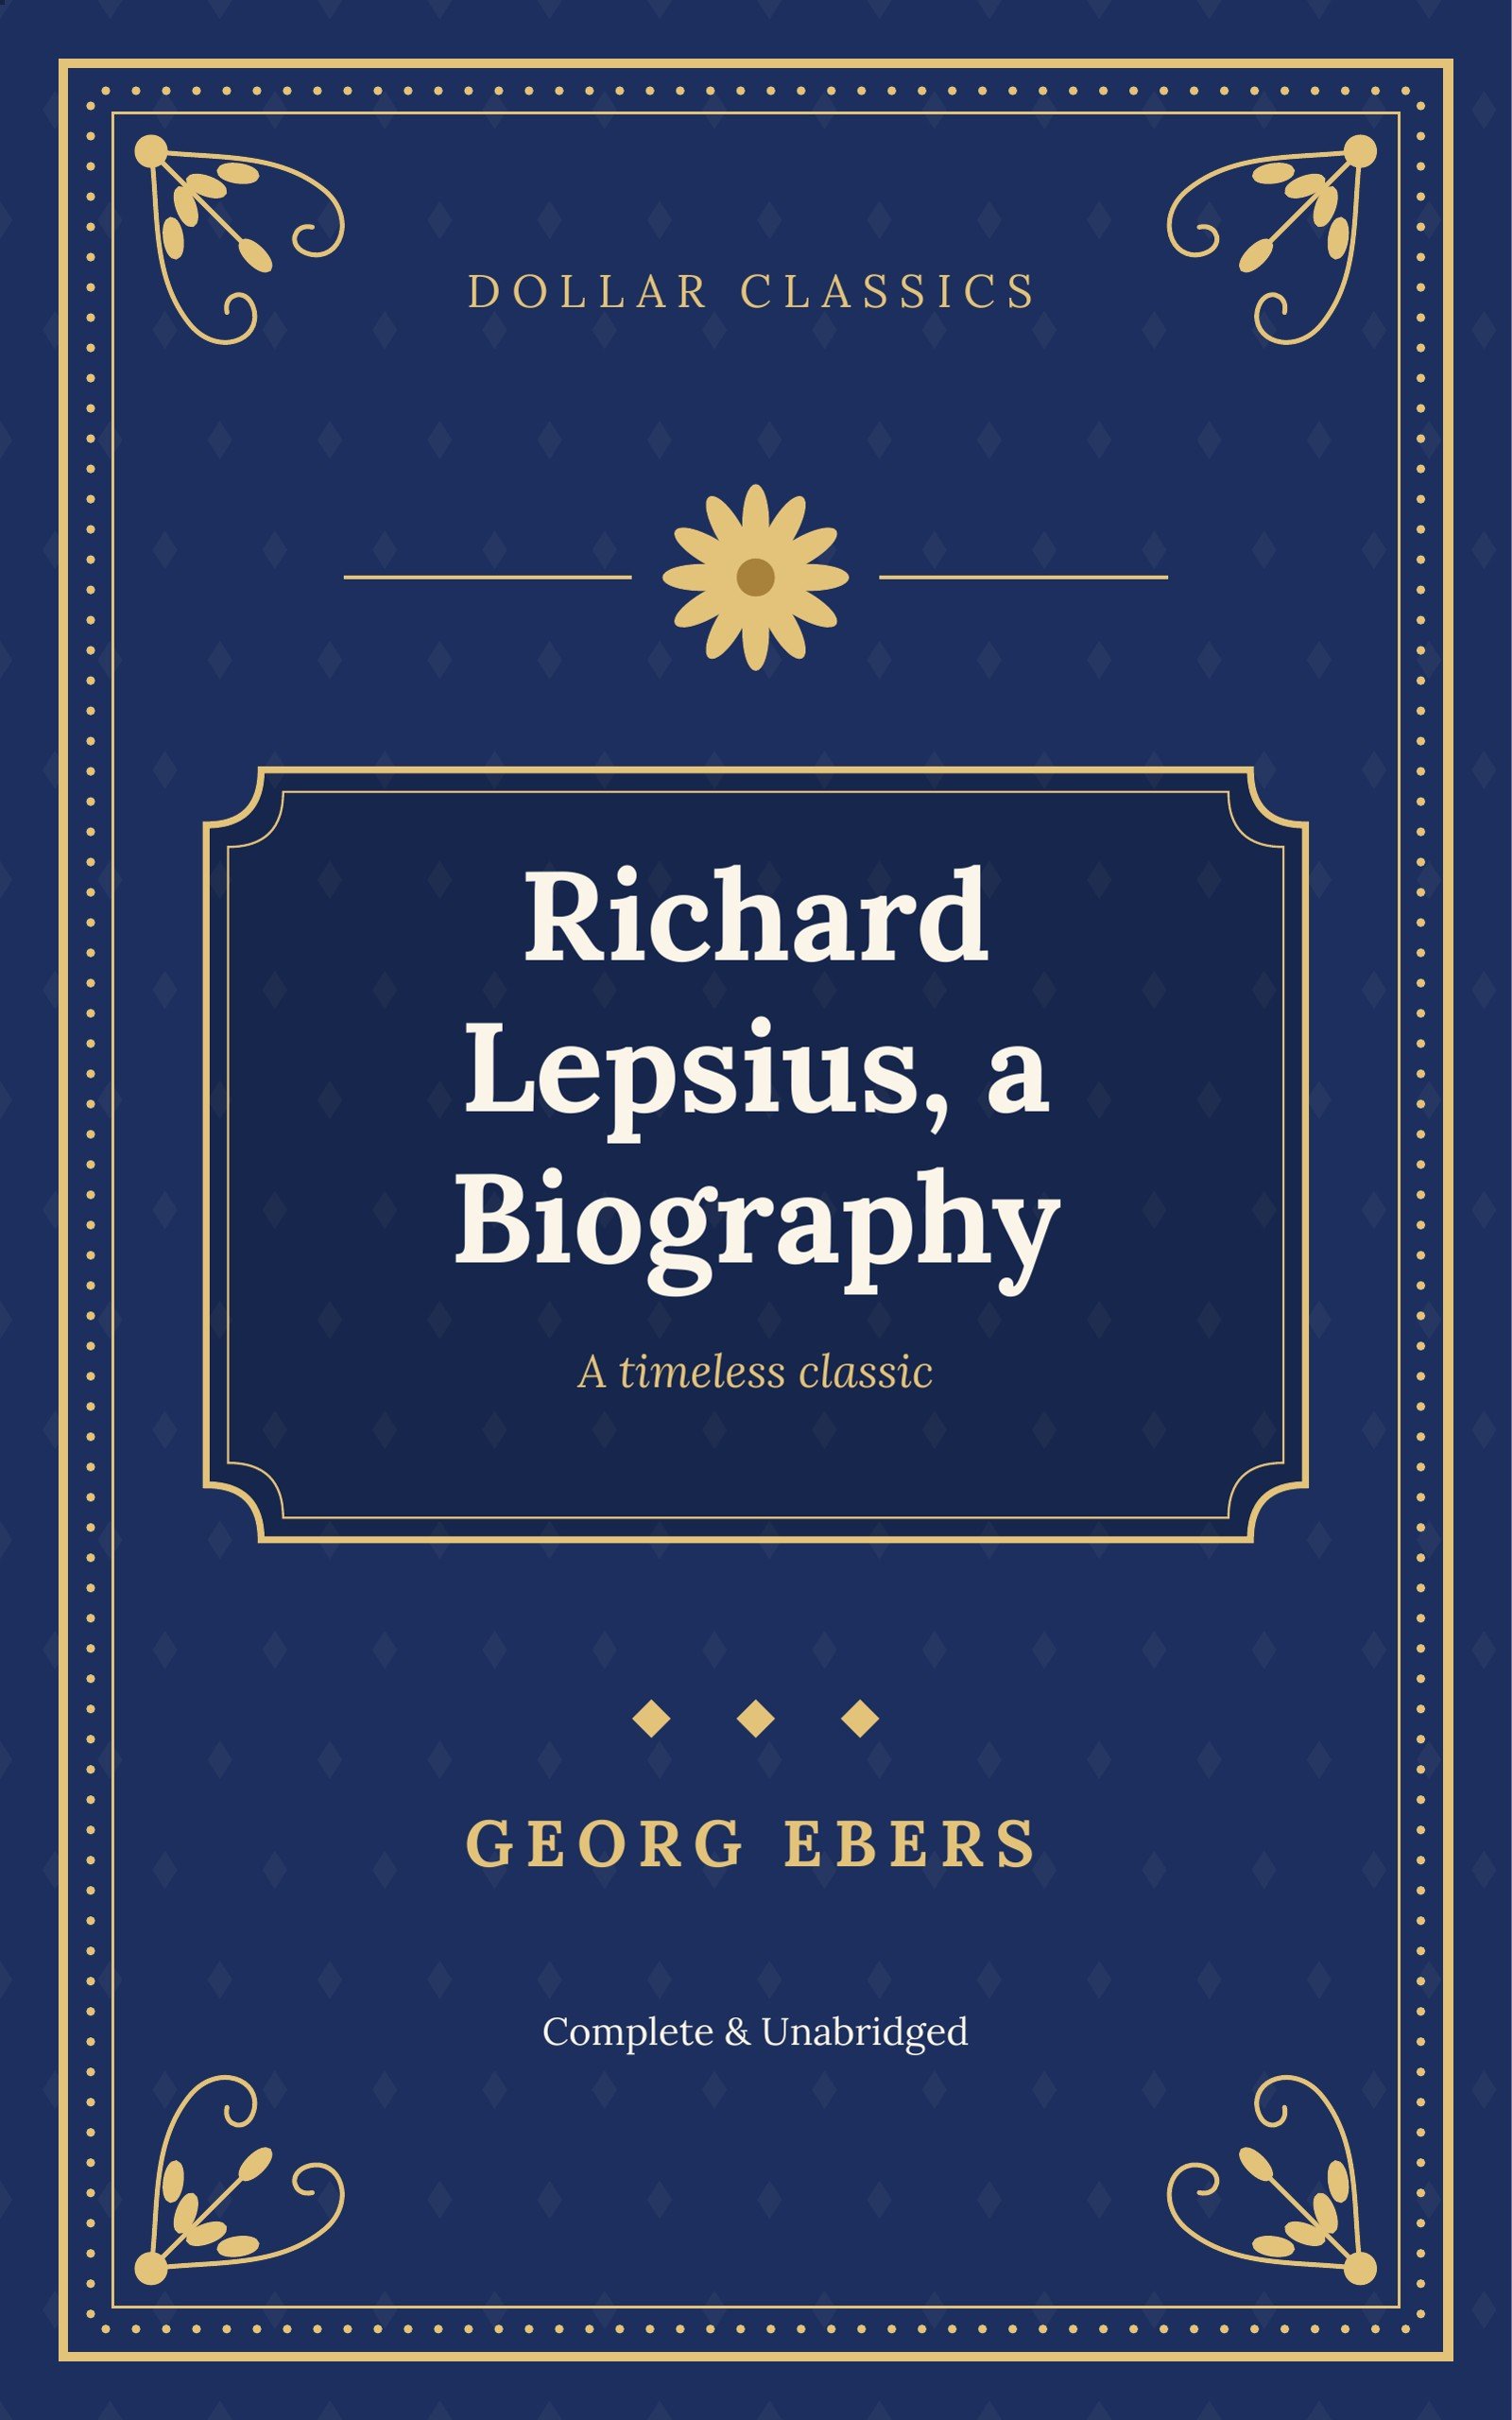 DOLLAR CLASSICS
Richard
Lepsius, a
Biography
A timeless classic
GEORG EBERS
Complete & Unabridged